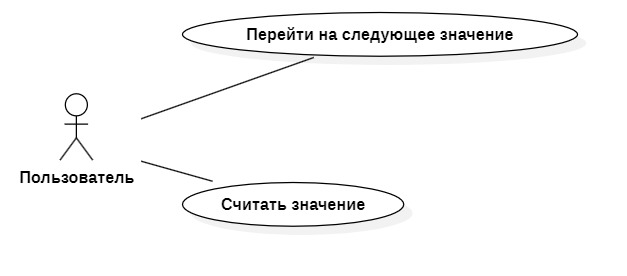 Перейти на следующее значение
Пользователь
Считать значение